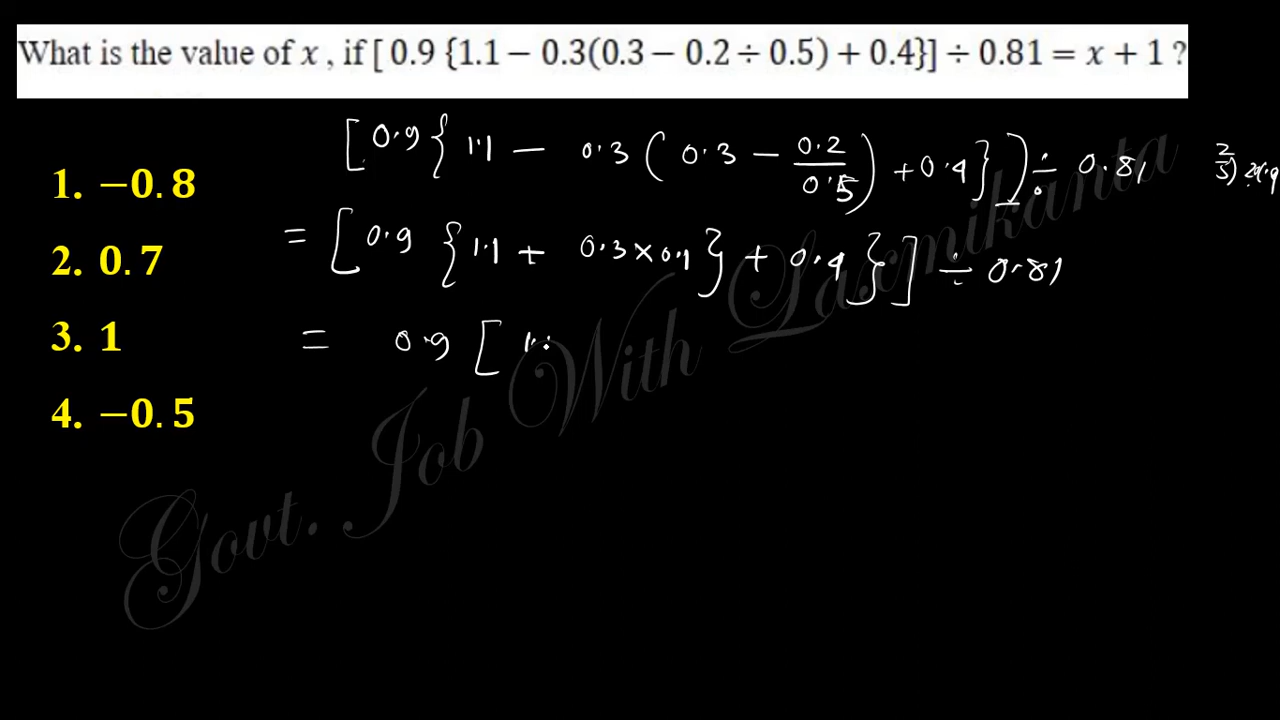 What is the value of x , if [ 0.9 {1.1 − 0.3(0.3 − 0.2 ÷ 0.5) + 0.4}] ÷ 0.81 = x + 1 ?
[0.9{ 1.1 − 0.3 ( 0.3 − 0.2/0.5 ) + 0.4 } ] ÷ 0.81
1. −0.8
= [ 0.9 { 1.1 + 0.3 × 0.1 } + 0.4 } ] ÷ 0.81
2. 0.7
= 0.9 [ 1.
3. 1
4. −0.5
Govt. Job With Laxmikanta